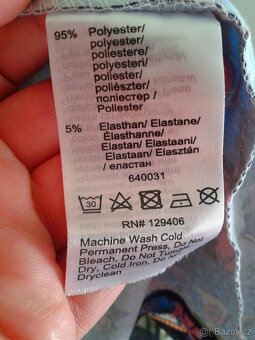 95% Polyester/
polyester/
poliestere/
polyesteri/
poliester/
poliészter/
полиестер /
Poliester
5% Elasthan/ Elastane/
Élasthanne/
Elastan/ Elastaani/
Elastaan/ Elasztán/
/ еластан
640031
30
RN# 129406
Machine Wash Cold
Permanent Press, Do Not
Bleach, Do Not Tumble
Dry, Cold Iron, Do Not
Dryclean
sbazar.cz